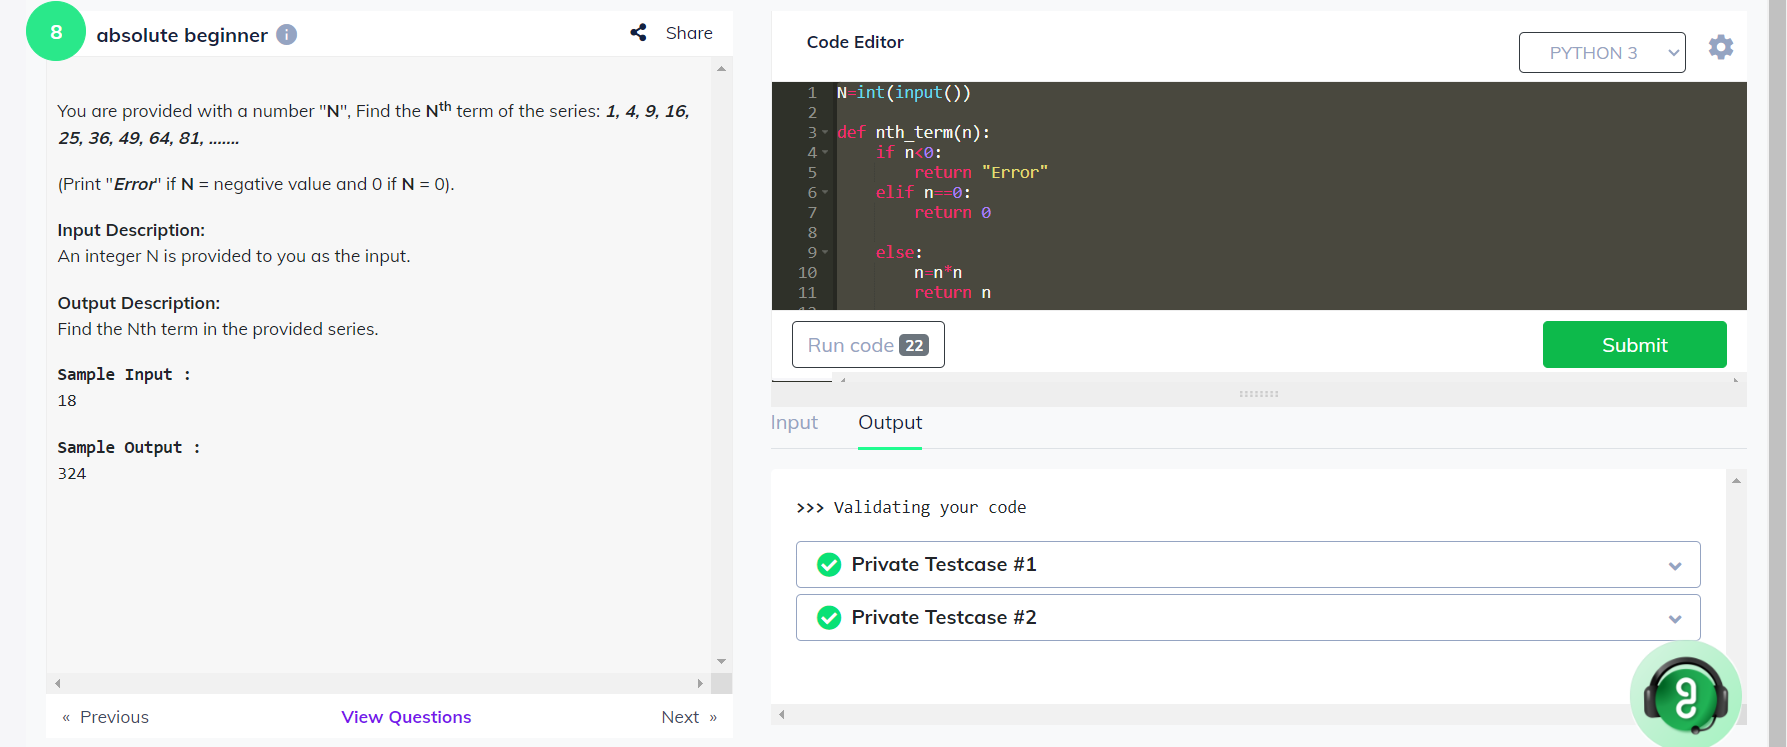 8
absolute beginner i
Share
You are provided with a number "N", Find the Nth term of the series: 1, 4, 9, 16,
25, 36, 49, 64, 81, .......
(Print "Error" if N = negative value and 0 if N = 0).
Input Description:
An integer N is provided to you as the input.
Output Description:
Find the Nth term in the provided series.
Sample Input :
18
Sample Output :
324
« Previous
View Questions
Next »
Code Editor
PYTHON 3
1 N=int(input())
2
3 def nth_term(n):
4     if n<0:
5         return "Error"
6     elif n==0:
7         return 0
8
9     else:
10         n=n*n
11         return n
Run code 22
Submit
Input
Output
>>> Validating your code
Private Testcase #1
Private Testcase #2